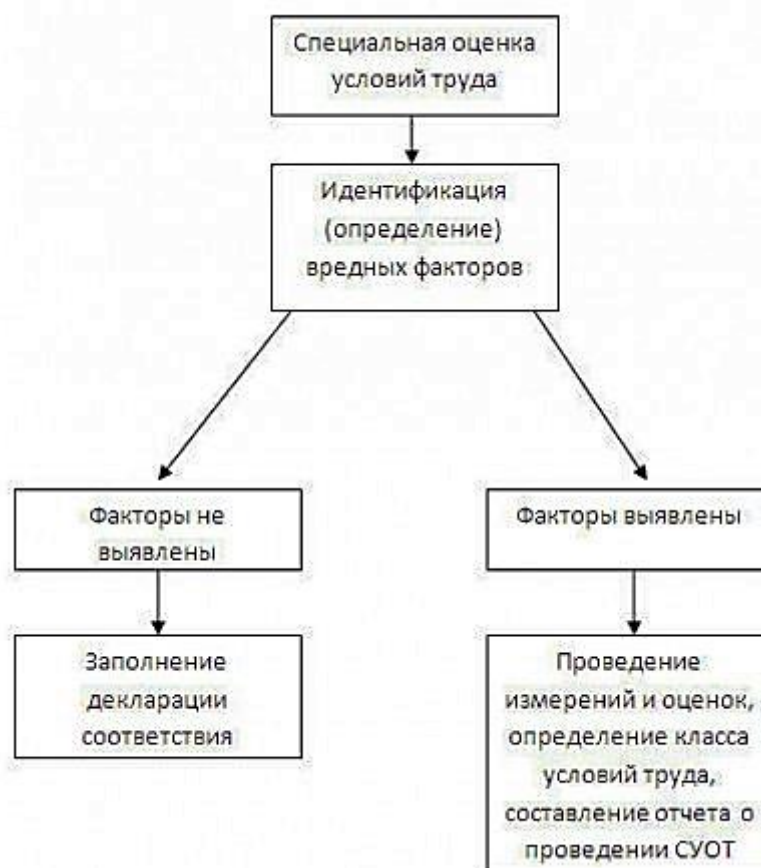 Специальная оценка
условий труда
Идентификация
(определение)
вредных факторов
Факторы не
выявлены
Факторы выявлены
Заполнение
декларации
соответствия
Проведение
измерений и оценок,
определение класса
условий труда,
составление отчета о
проведении СУОТ